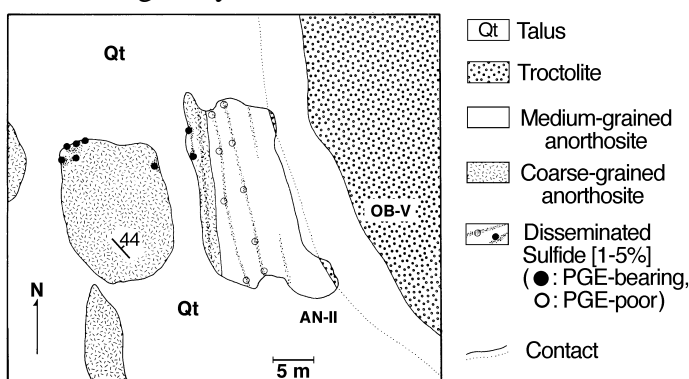 Qt
44
OB-V
N
Qt
AN-II
5 m
Qt Talus
Troctolite
Medium-grained
anorthosite
Coarse-grained
anorthosite
Disseminated
Sulfide [1-5%]
(●: PGE-bearing,
○: PGE-poor)
Contact